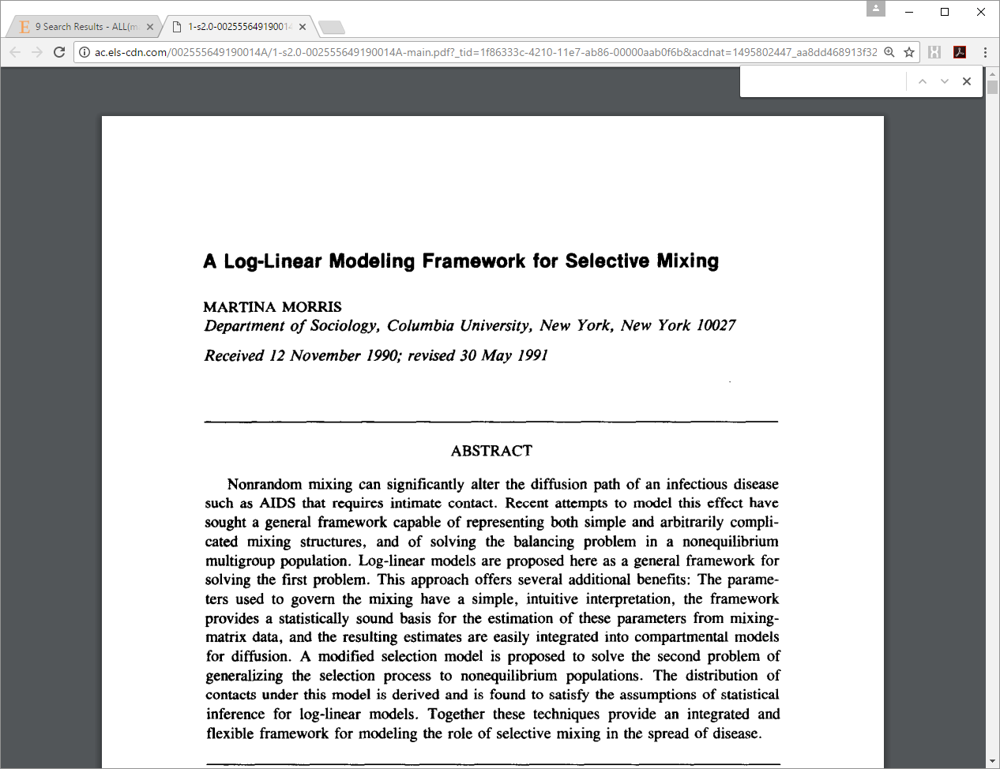 9 Search Results - ALL(m
1-s2.0-002555649190014
ac.els-cdn.com/002555649190014A/1-s2.0-002555649190014A-main.pdf?_tid=1f86333c-4210-11e7-ab86-00000aab0f6b&acdnat=1495802447_aa8dd468913f32
A Log-Linear Modeling Framework for Selective Mixing
MARTINA MORRIS
Department of Sociology, Columbia University, New York, New York 10027
Received 12 November 1990; revised 30 May 1991
ABSTRACT
Nonrandom mixing can significantly alter the diffusion path of an infectious disease
such as AIDS that requires intimate contact. Recent attempts to model this effect have
sought a general framework capable of representing both simple and arbitrarily compli-
cated mixing structures, and of solving the balancing problem in a nonequilibrium
multigroup population. Log-linear models are proposed here as a general framework for
solving the first problem. This approach offers several additional benefits: The parame-
ters used to govern the mixing have a simple, intuitive interpretation, the framework
provides a statistically sound basis for the estimation of these parameters from mixing-
matrix data, and the resulting estimates are easily integrated into compartmental models
for diffusion. A modified selection model is proposed to solve the second problem of
generalizing the selection process to nonequilibrium populations. The distribution of
contacts under this model is derived and is found to satisfy the assumptions of statistical
inference for log-linear models. Together these techniques provide an integrated and
flexible framework for modeling the role of selective mixing in the spread of disease.